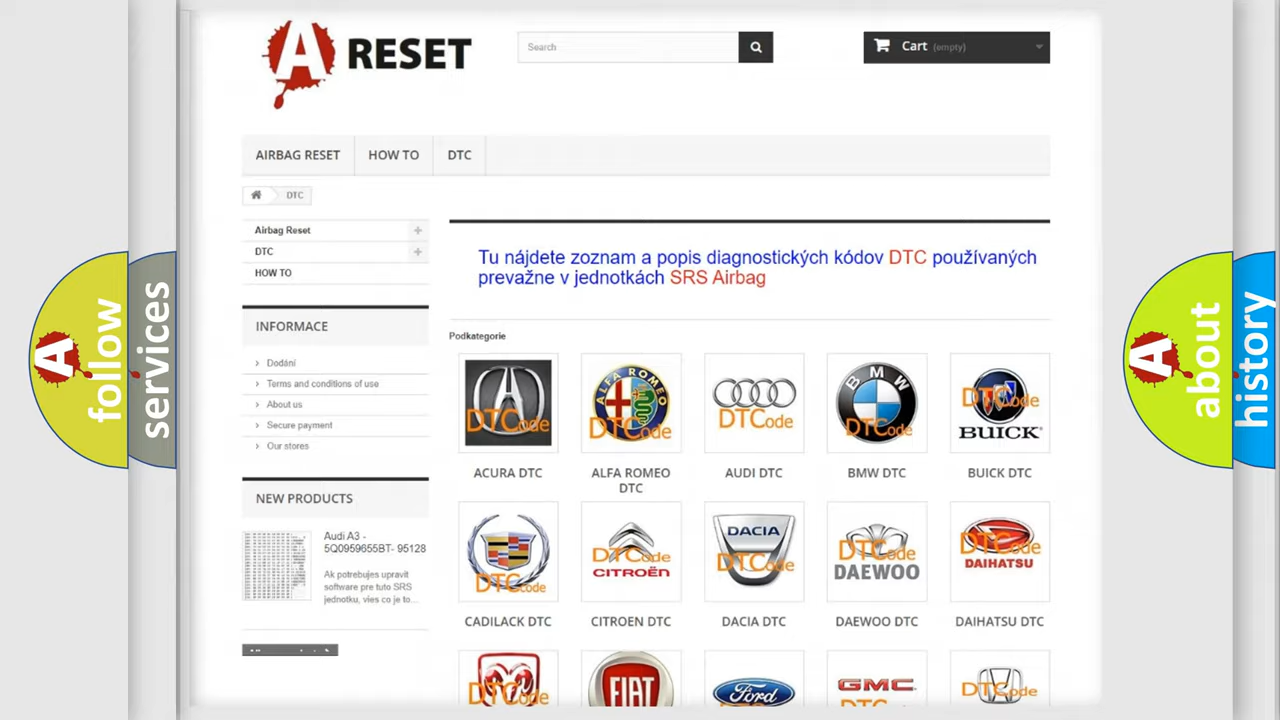 A RESET
Search
Cart (empty)
AIRBAG RESET
HOW TO
DTC
DTC
Airbag Reset
DTC
HOW TO
Tu nájdete zoznam a popis diagnostických kódov DTC používaných
prevažne v jednotkách SRS Airbag
INFORMACE
Dodání
Terms and conditions of use
About us
Secure payment
Our stores
NEW PRODUCTS
Audi A3 -
5Q0959655BT- 95128
Ak potrebujes upravit
software pre tuto SRS
jednotku, vies co je to...
Podkategorie
DTCode
ALFA ROMEO
DTCode
DTCode
BMW
DTCode
DTCode
BUICK
ACURA DTC
ALFA ROMEO
DTC
AUDI DTC
BMW DTC
BUICK DTC
DTCode
DTCode
CITROËN
DACIA
DTCode
DTCode
DAEWOO
DTCode
DAIHATSU
CADILACK DTC
CITROEN DTC
DACIA DTC
DAEWOO DTC
DAIHATSU DTC
DTCode
FIAT
Ford
GMC
DTCode
A follow
services
A about
history